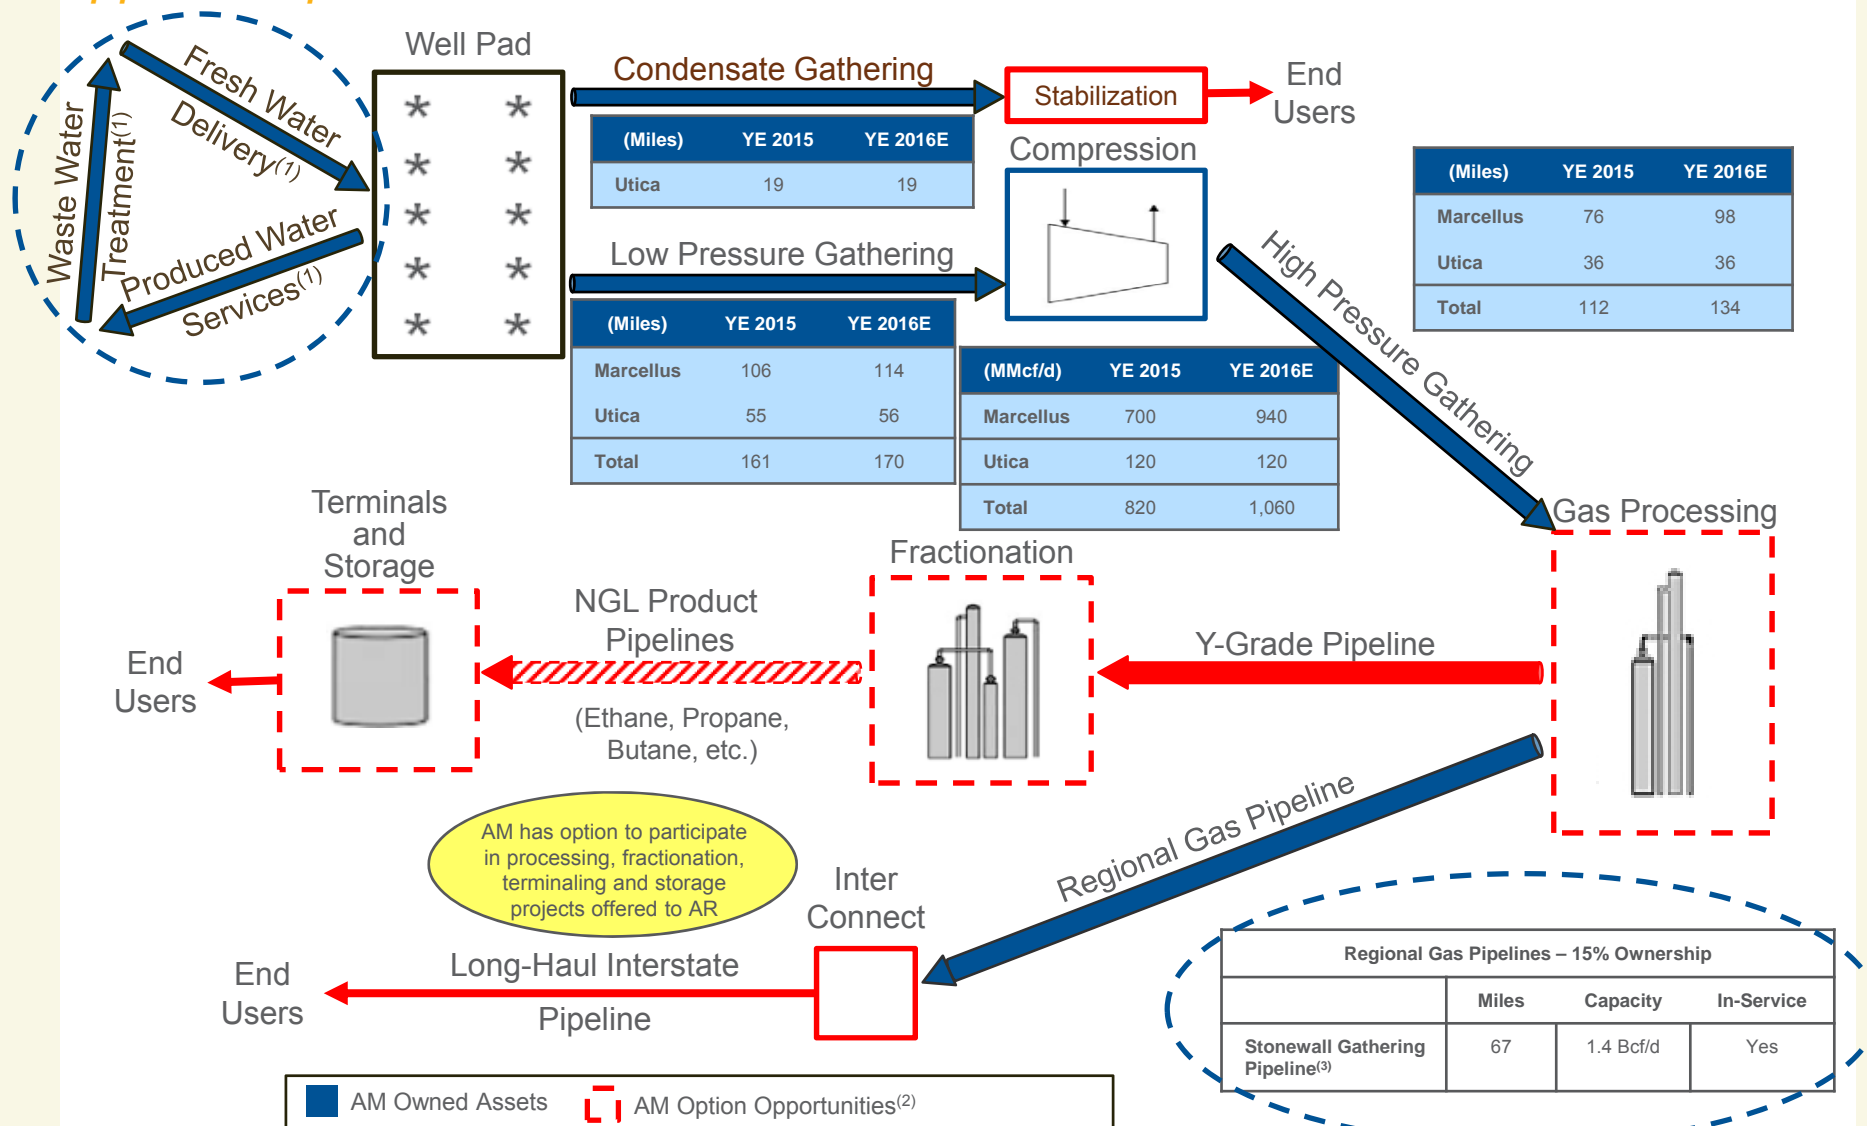 Well Pad
Fresh Water
Delivery(1)
Waste Water
Treatment(1)
Produced Water
Services(1)
Condensate Gathering
Stabilization
End
Users
(Miles) YE 2015 YE 2016E
Utica 19 19
Compression
Low Pressure Gathering
(Miles) YE 2015 YE 2016E
Marcellus 106 114
Utica 55 56
Total 161 170
(MMcf/d) YE 2015 YE 2016E
Marcellus 700 940
Utica 120 120
Total 820 1,060
High Pressure Gathering
(Miles) YE 2015 YE 2016E
Marcellus 76 98
Utica 36 36
Total 112 134
Gas Processing
Terminals
and
Storage
Fractionation
NGL Product
Pipelines
(Ethane, Propane,
Butane, etc.)
Y-Grade Pipeline
End
Users
AM has option to participate
in processing, fractionation,
terminaling and storage
projects offered to AR
Regional Gas Pipeline
Inter
Connect
Long-Haul Interstate
Pipeline
End
Users
Regional Gas Pipelines – 15% Ownership
Miles Capacity In-Service
Stonewall Gathering
Pipeline(3) 67 1.4 Bcf/d Yes
AM Owned Assets AM Option Opportunities(2)